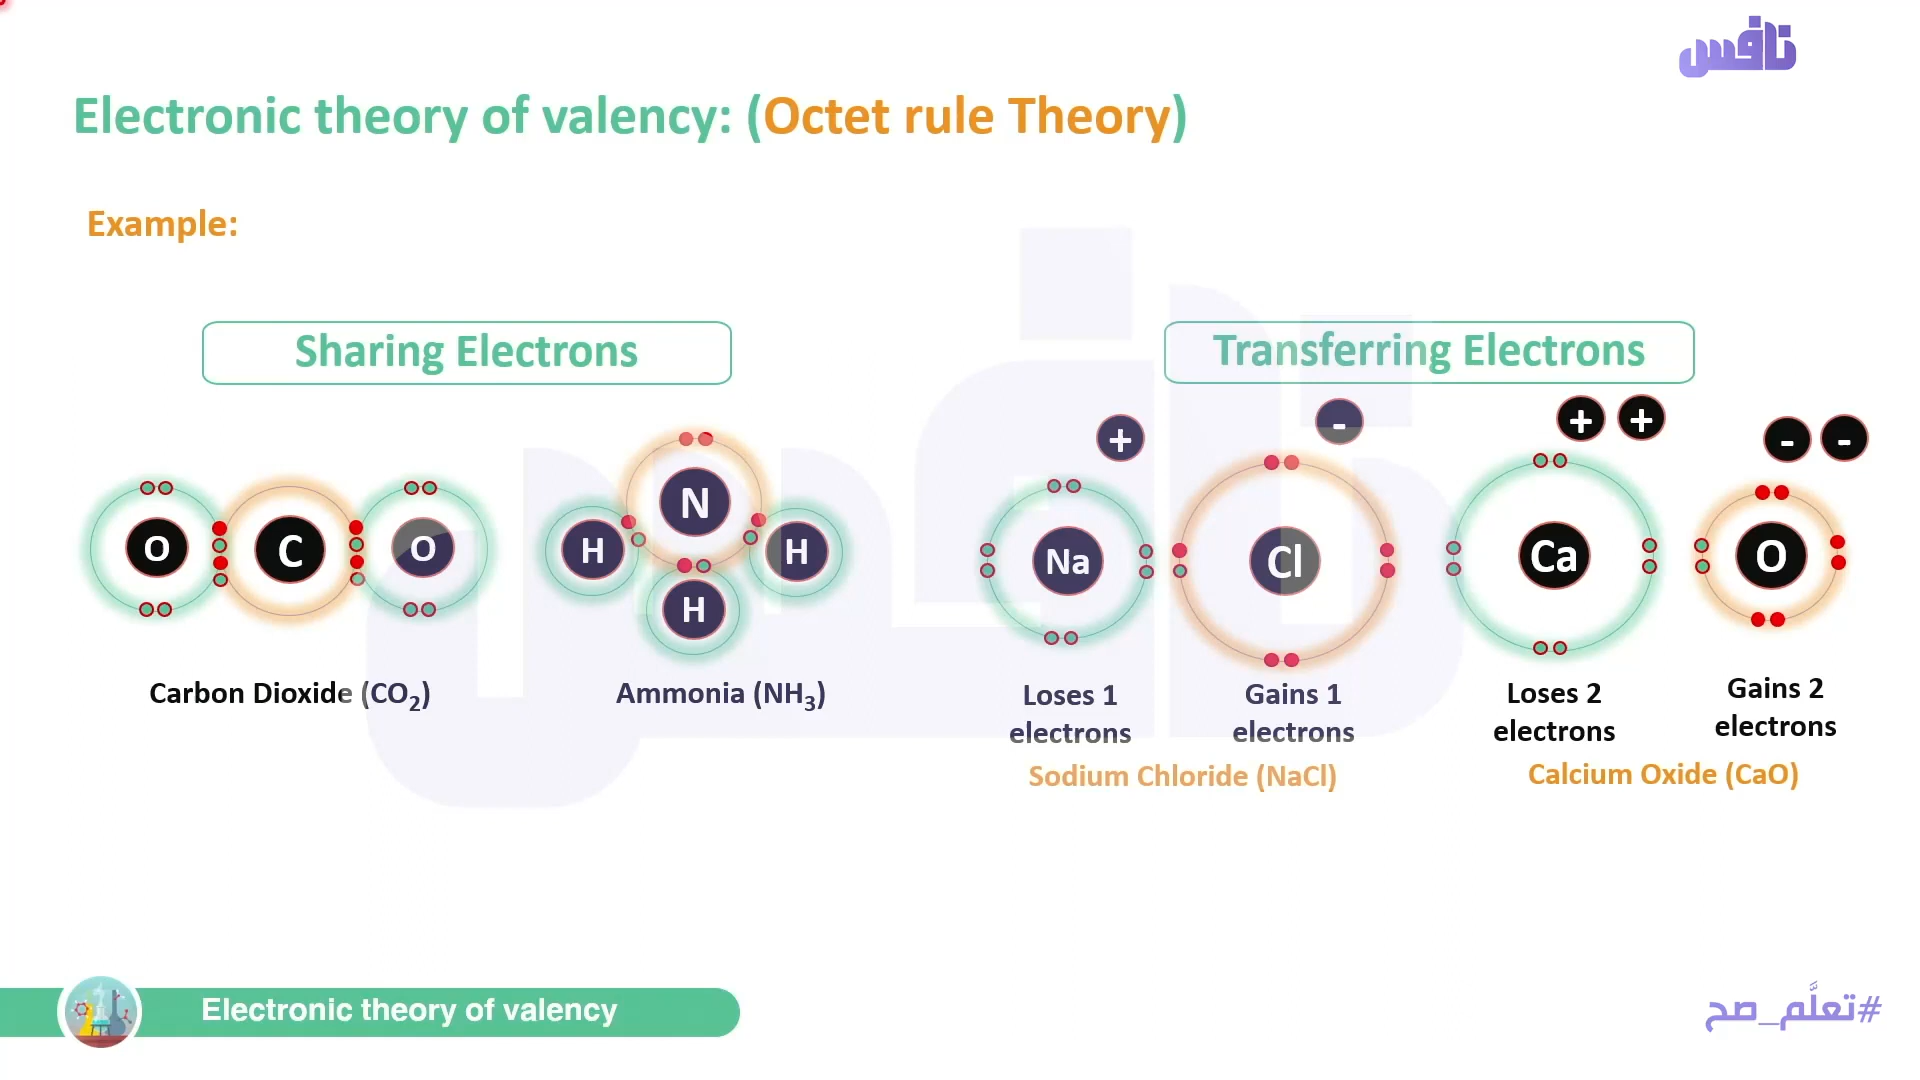 نافس
Electronic theory of valency: (Octet rule Theory)
Example:
Sharing Electrons
Transferring Electrons
+
-
+ +
- -
O C O
N
H H
H
Na
Cl
Ca
O
Carbon Dioxide (CO₂)
Ammonia (NH₃)
Loses 1
electrons
Gains 1
electrons
Sodium Chloride (NaCl)
Loses 2
electrons
Gains 2
electrons
Calcium Oxide (CaO)
Electronic theory of valency
#تعلَّم_صح